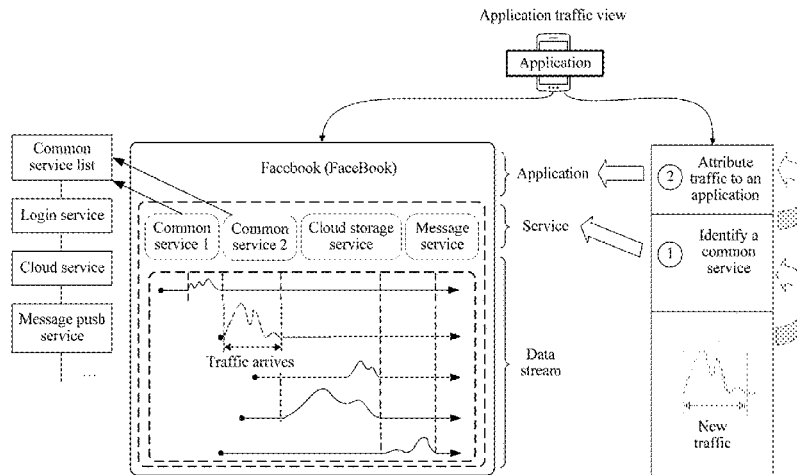 Application traffic view
Application
Common
service list
Login service
Cloud service
Message push
service
...
Facbook (FaceBook)
Common
service 1
Common
service 2
Cloud storage
service
Message
service
Traffic arrives
Application
Service
Data
stream
2
Attribute
traffic to an
application
1
Identify a
common
service
New
traffic